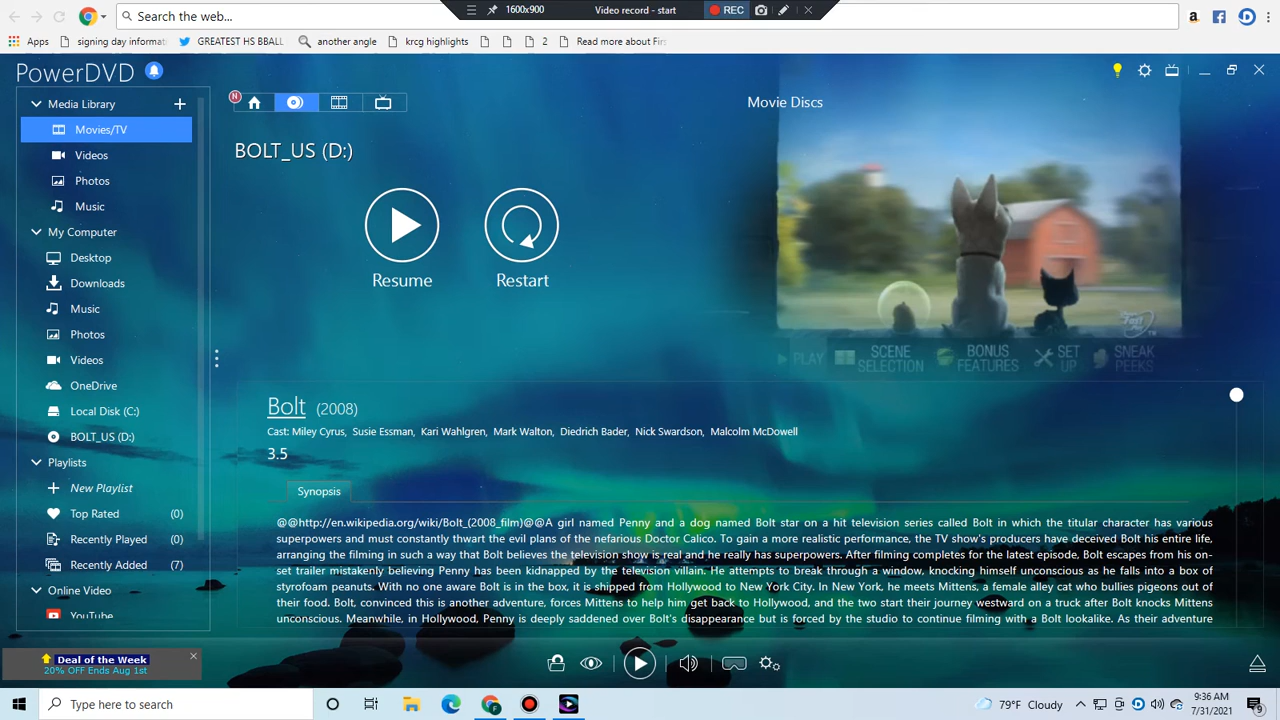 1600x900
Video record - start
REC
Search the web...
Apps
signing day informat
GREATEST HS BBALL
another angle
krcg highlights
2
Read more about Firs
PowerDVD
Media Library
Movies/TV
Videos
Photos
Music
My Computer
Desktop
Downloads
Music
Photos
Videos
OneDrive
Local Disk (C:)
BOLT_US (D:)
Playlists
New Playlist
Top Rated (0)
Recently Played (0)
Recently Added (7)
Online Video
YouTube
Deal of the Week
20% OFF Ends Aug 1st
N
Movie Discs
BOLT_US (D:)
Resume
Restart
PLAY
SCENE SELECTION
BONUS FEATURES
SET UP
SNEAK PEEKS
Bolt (2008)
Cast: Miley Cyrus, Susie Essman, Kari Wahlgren, Mark Walton, Diedrich Bader, Nick Swardson, Malcolm McDowell
3.5
Synopsis
@@http://en.wikipedia.org/wiki/Bolt_(2008_film)@@A girl named Penny and a dog named Bolt star on a hit television series called Bolt in which the titular character has various
superpowers and must constantly thwart the evil plans of the nefarious Doctor Calico. To gain a more realistic performance, the TV show's producers have deceived Bolt his entire life,
arranging the filming in such a way that Bolt believes the television show is real and he really has superpowers. After filming completes for the latest episode, Bolt escapes from his on-
set trailer mistakenly believing Penny has been kidnapped by the television villain. He attempts to break through a window, knocking himself unconscious as he falls into a box of
styrofoam peanuts. With no one aware Bolt is in the box, it is shipped from Hollywood to New York City. In New York, he meets Mittens, a female alley cat who bullies pigeons out of
their food. Bolt, convinced this is another adventure, forces Mittens to help him get back to Hollywood, and the two start their journey westward on a truck after Bolt knocks Mittens
unconscious. Meanwhile, in Hollywood, Penny is deeply saddened over Bolt's disappearance but is forced by the studio to continue filming with a Bolt lookalike. As their adventure
Type here to search
79°F Cloudy
9:36 AM
7/31/2021
9